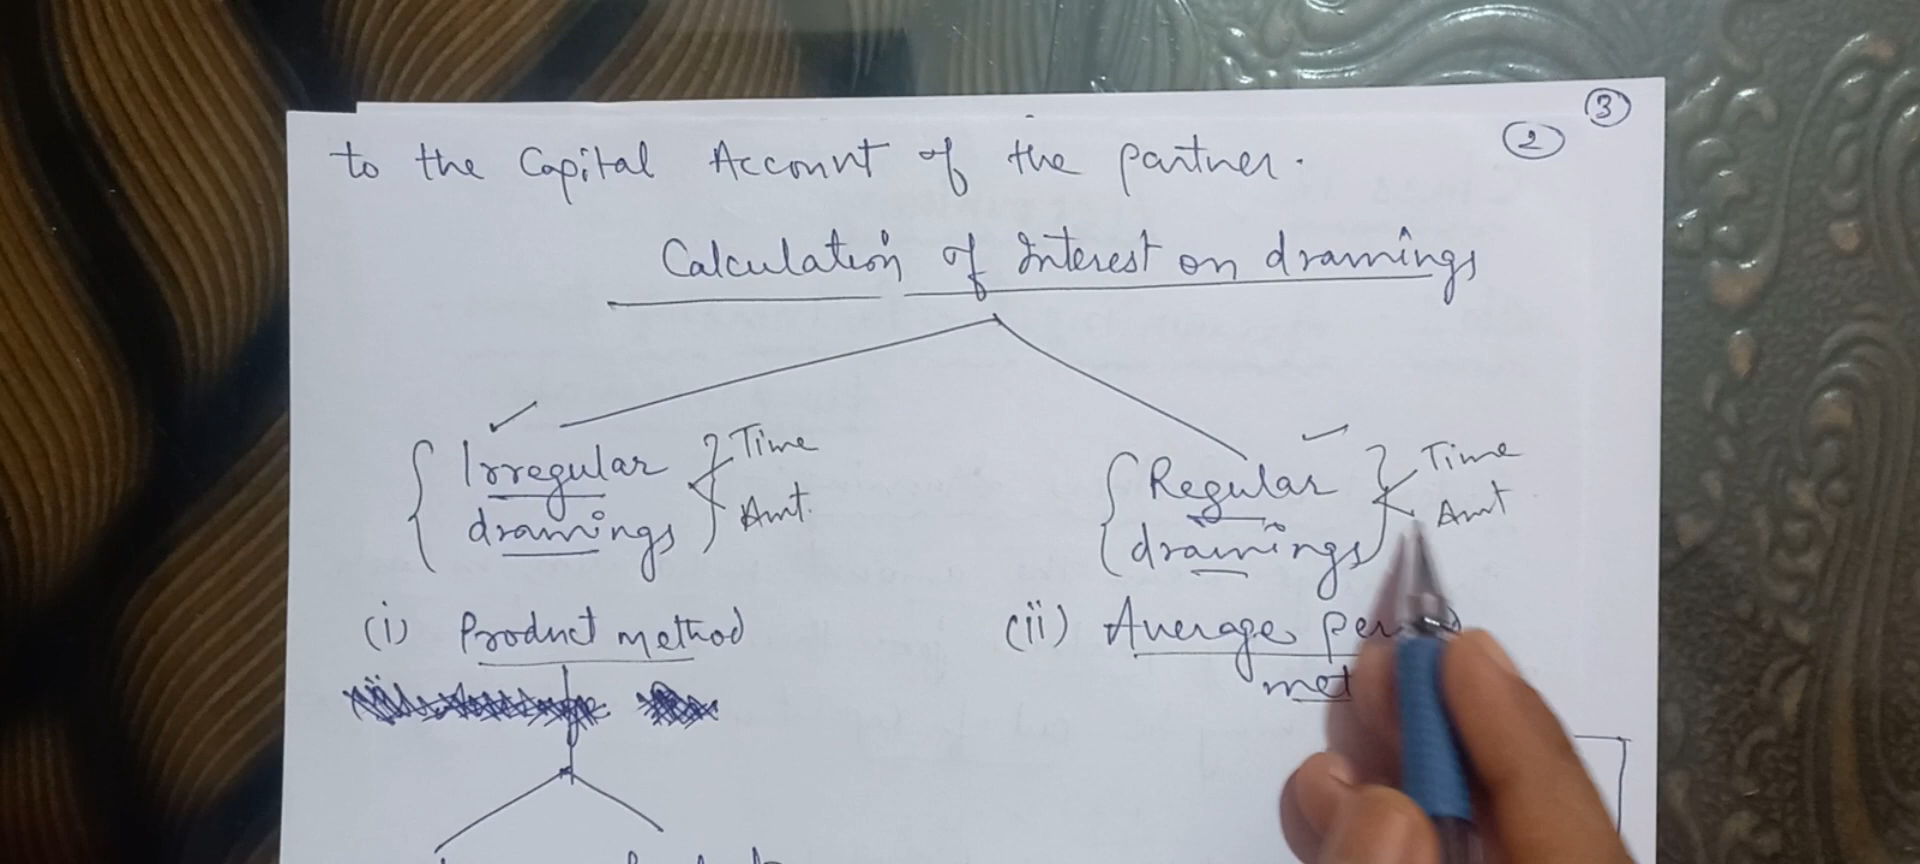 3
2
to the Capital Account of the partner.
Calculation of Interest on drawings
Irregular
drawings
Time
Amt.
Regular
drawings
Time
Amt
(i) Product method
(ii) Average